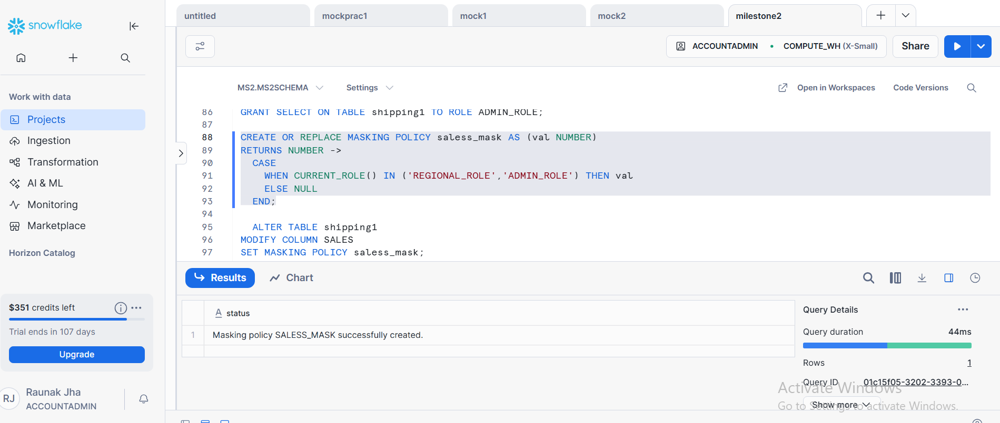 snowflake
Work with data
Projects
Ingestion
Transformation
AI & ML
Monitoring
Marketplace
Horizon Catalog
$351 credits left
Trial ends in 107 days
Upgrade
RJ
Raunak Jha
ACCOUNTADMIN
untitled
mockprac1
mock1
mock2
milestone2
ACCOUNTADMIN • COMPUTE_WH (X-Small)
Share
MS2.MS2SCHEMA
Settings
Open in Workspaces
Code Versions
86 GRANT SELECT ON TABLE shipping1 TO ROLE ADMIN_ROLE;
87
88 CREATE OR REPLACE MASKING POLICY saless_mask AS (val NUMBER)
89 RETURNS NUMBER ->
90 CASE
91 WHEN CURRENT_ROLE() IN ('REGIONAL_ROLE','ADMIN_ROLE') THEN val
92 ELSE NULL
93 END;
94
95 ALTER TABLE shipping1
96 MODIFY COLUMN SALES
97 SET MASKING POLICY saless_mask;
Results
Chart
A status
1 Masking policy SALESS_MASK successfully created.
Query Details
Query duration 44ms
Rows 1
Query ID 01c15f05-3202-3393-0...
Show more
Activate Windows
Go to Settings to activate Windows.